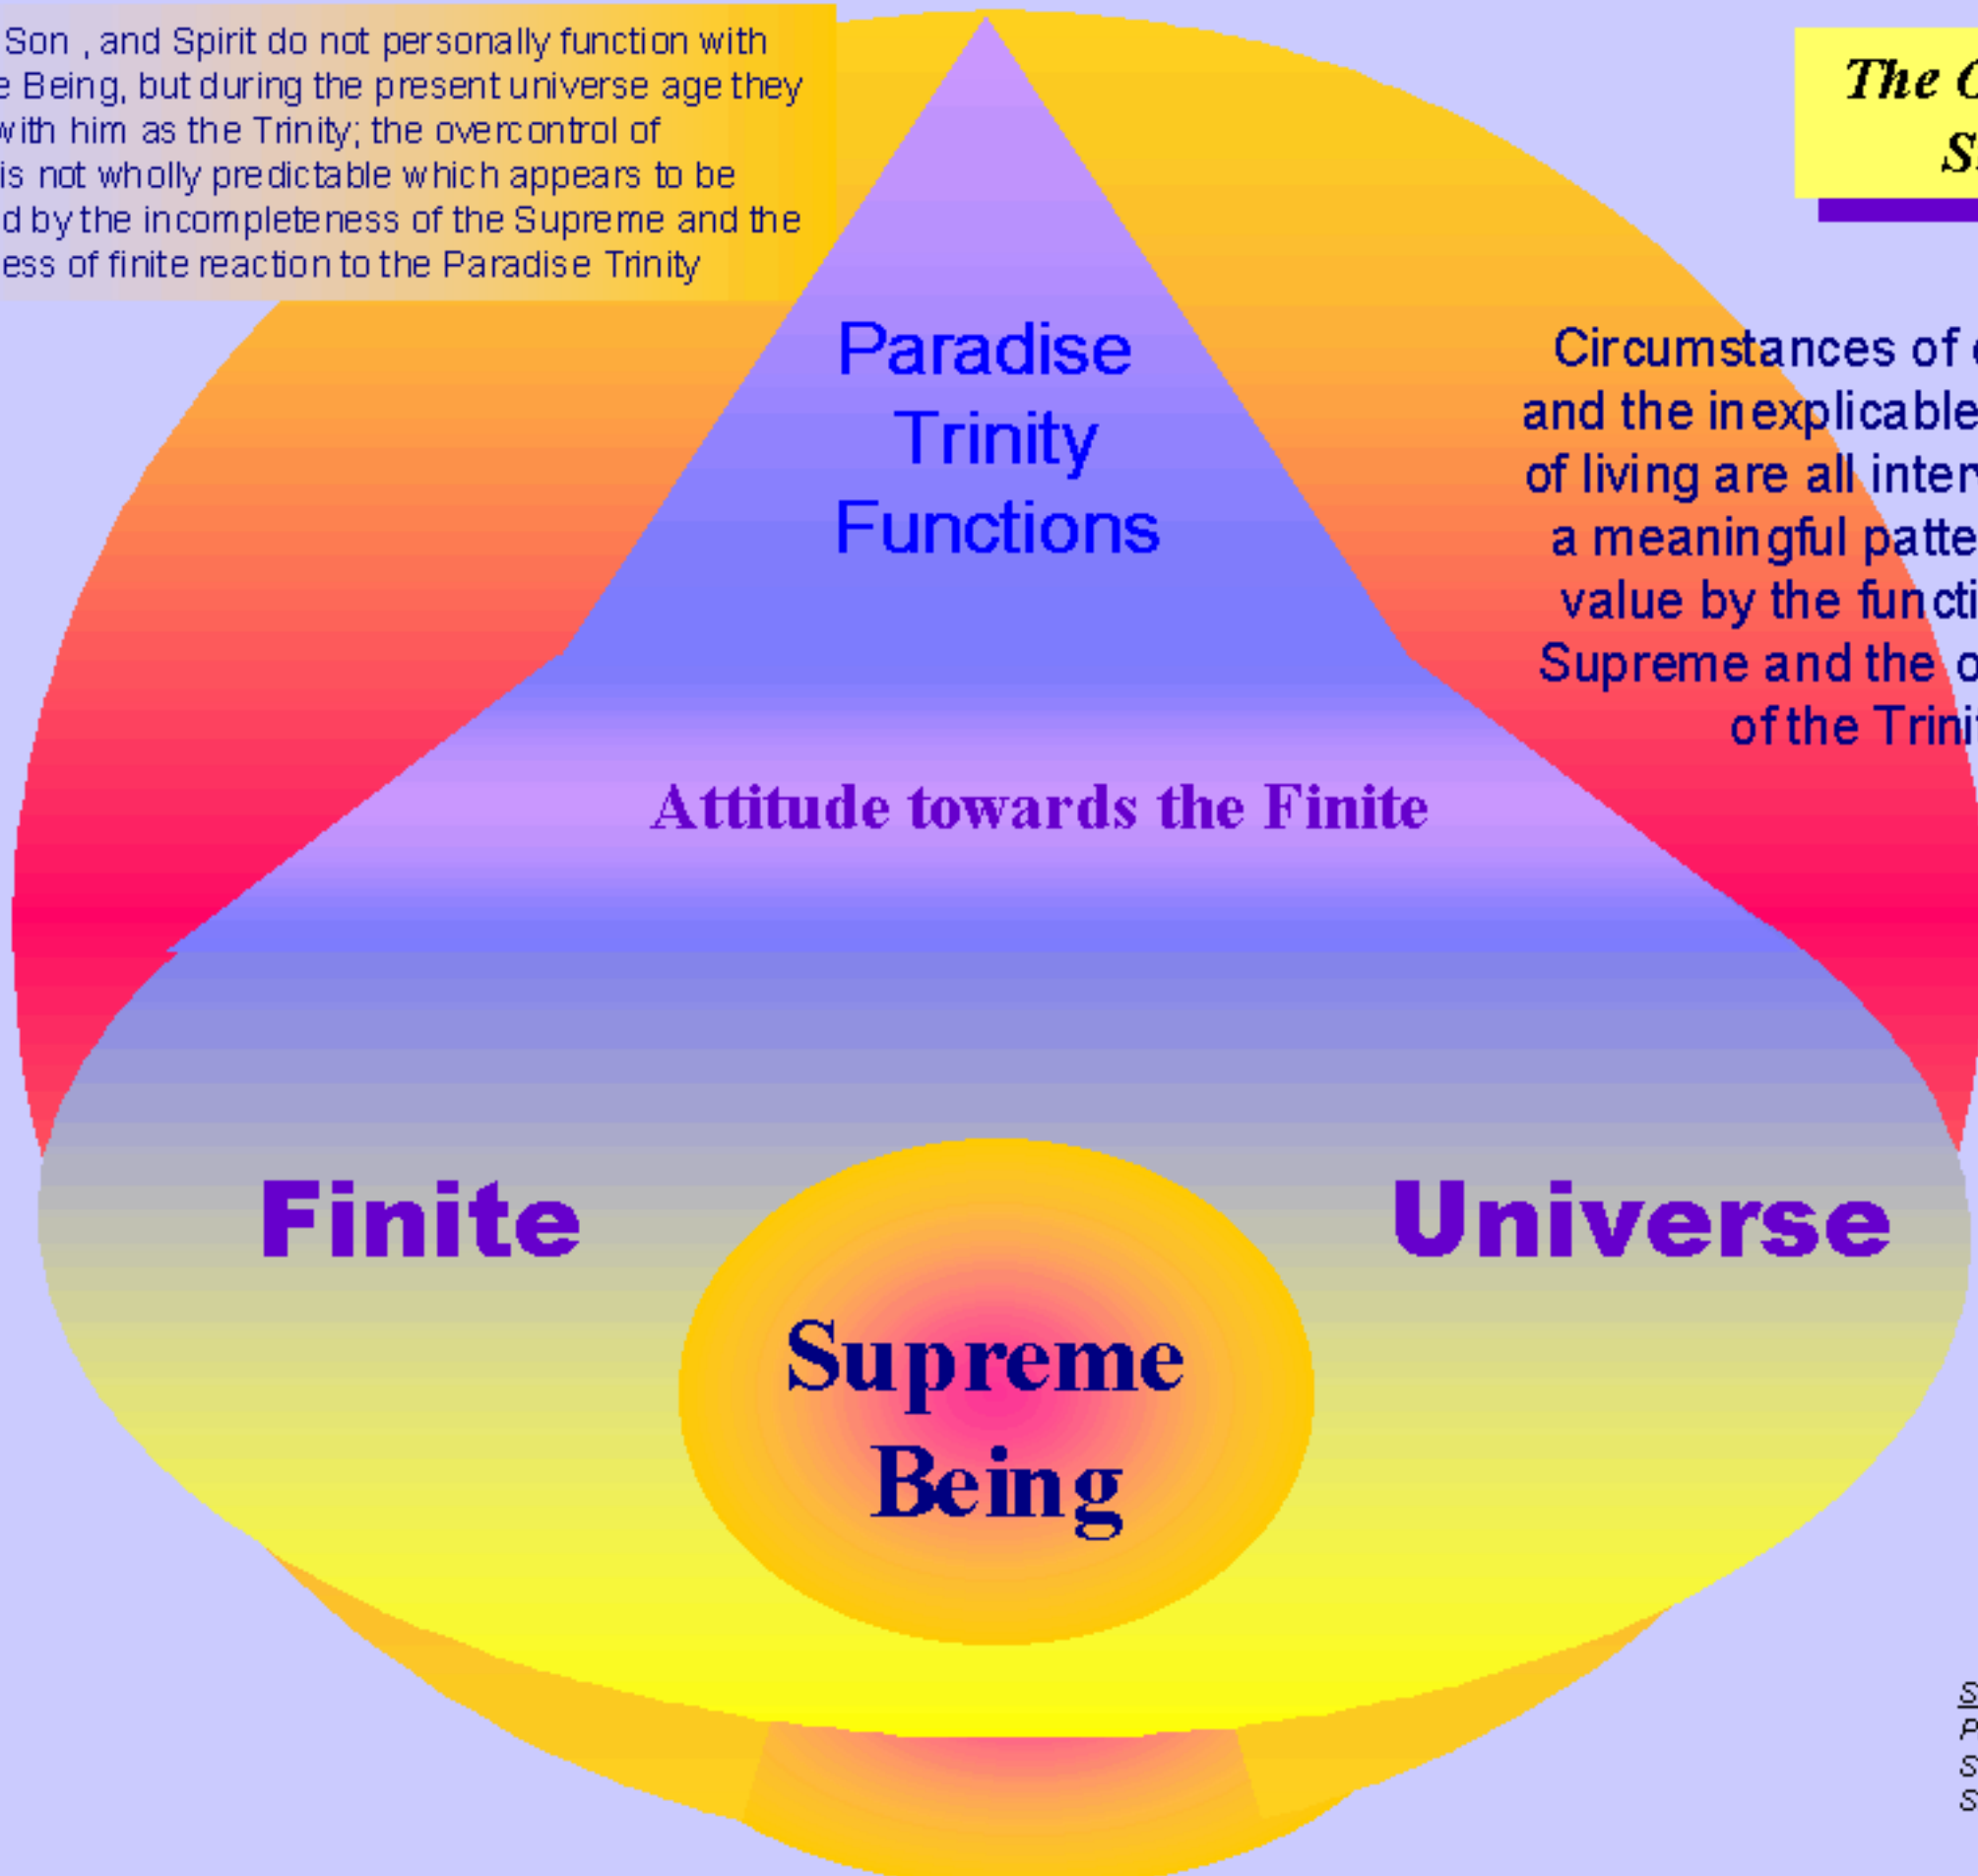 Son , and Spirit do not personally function with
e Being, but during the present universe age they
with him as the Trinity; the overcontrol of
is not wholly predictable which appears to be
d by the incompleteness of the Supreme and the
ess of finite reaction to the Paradise Trinity
The
Circumstances of
and the inexplicable
of living are all inter
a meaningful patte
value by the functi
Supreme and the
of the Trini
Paradise
Trinity
Functions
Attitude towards the Finite
Finite
Universe
Supreme
Being